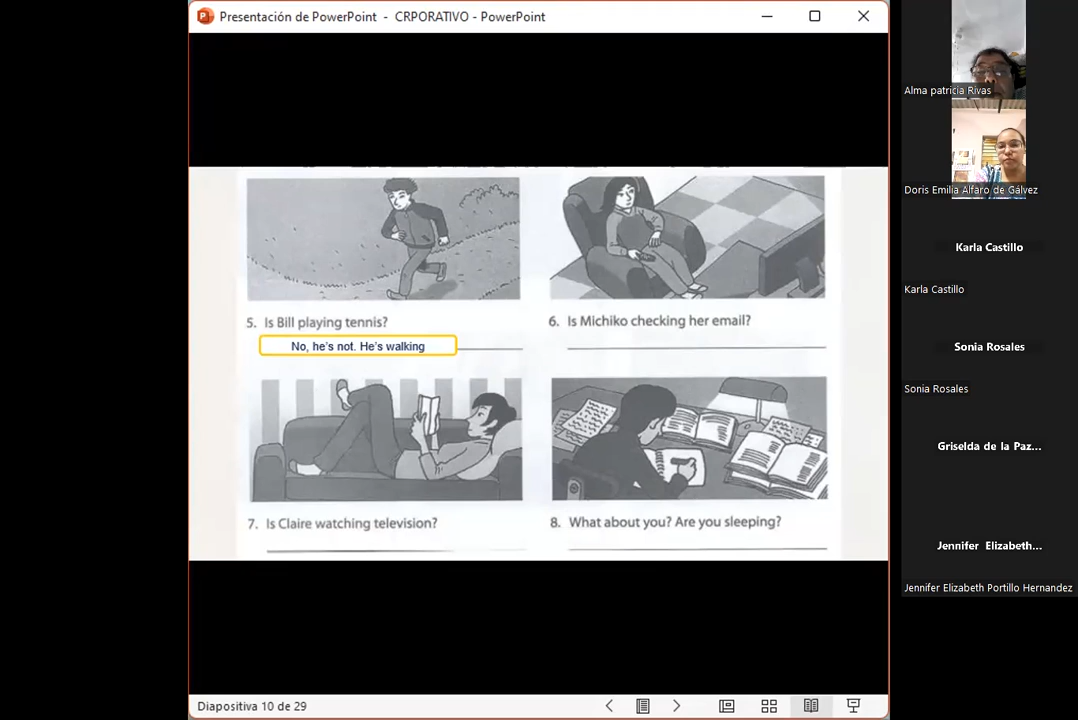 Presentación de PowerPoint - CRPORATIVO - PowerPoint
5. Is Bill playing tennis?
No, he's not. He's walking
6. Is Michiko checking her email?
7. Is Claire watching television?
8. What about you? Are you sleeping?
Diapositiva 10 de 29
Alma patricia Rivas
Doris Emilia Alfaro de Gálvez
Karla Castillo
Karla Castillo
Sonia Rosales
Sonia Rosales
Griselda de la Paz...
Jennifer Elizabeth...
Jennifer Elizabeth Portillo Hernandez